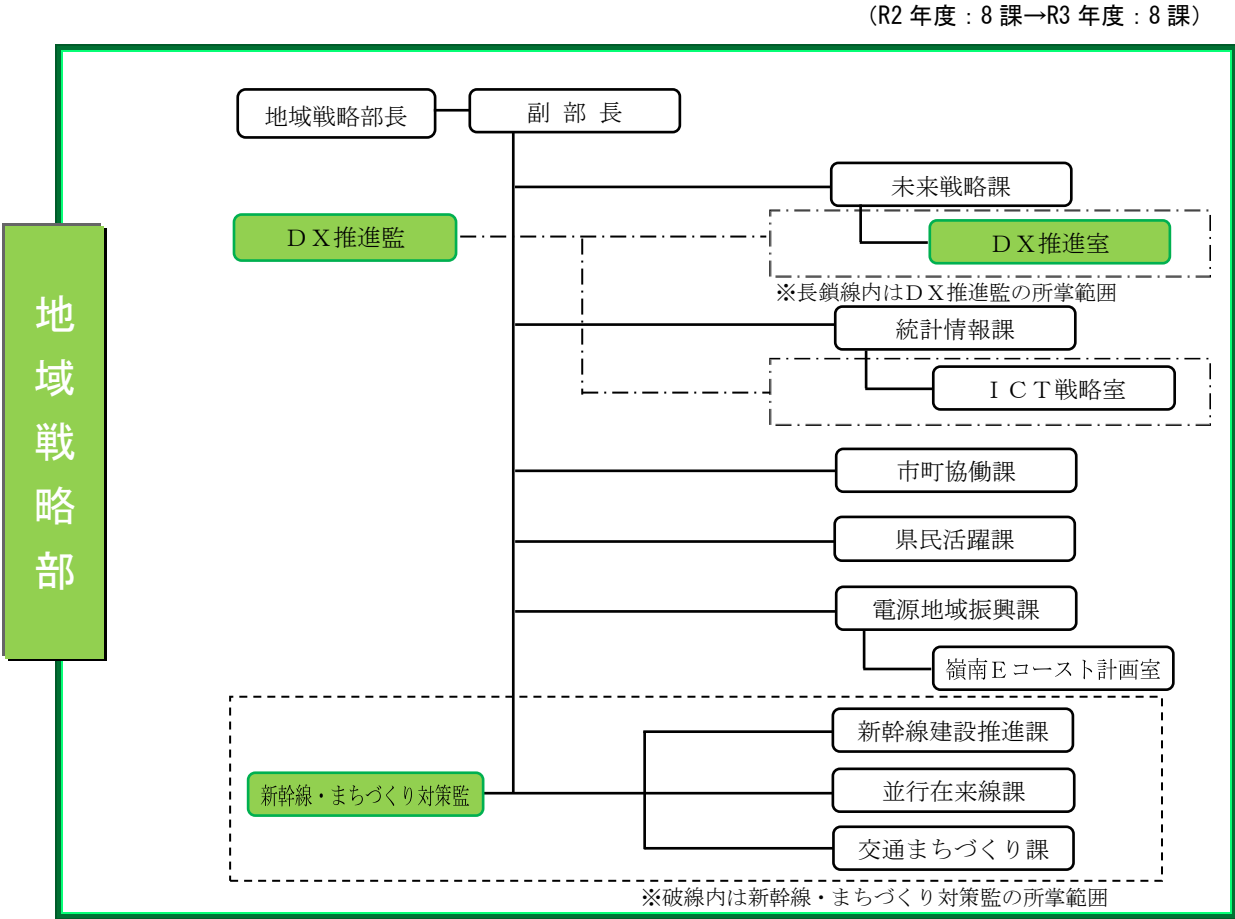 （R2 年度：8 課→R3 年度：8 課）
地域戦略部
地域戦略部長
副 部 長
未来戦略課
ＤＸ推進監
ＤＸ推進室
※長鎖線内はＤＸ推進監の所掌範囲
統計情報課
ＩＣＴ戦略室
市町協働課
県民活躍課
電源地域振興課
嶺南Ｅコースト計画室
新幹線建設推進課
新幹線・まちづくり対策監
並行在来線課
交通まちづくり課
※破線内は新幹線・まちづくり対策監の所掌範囲